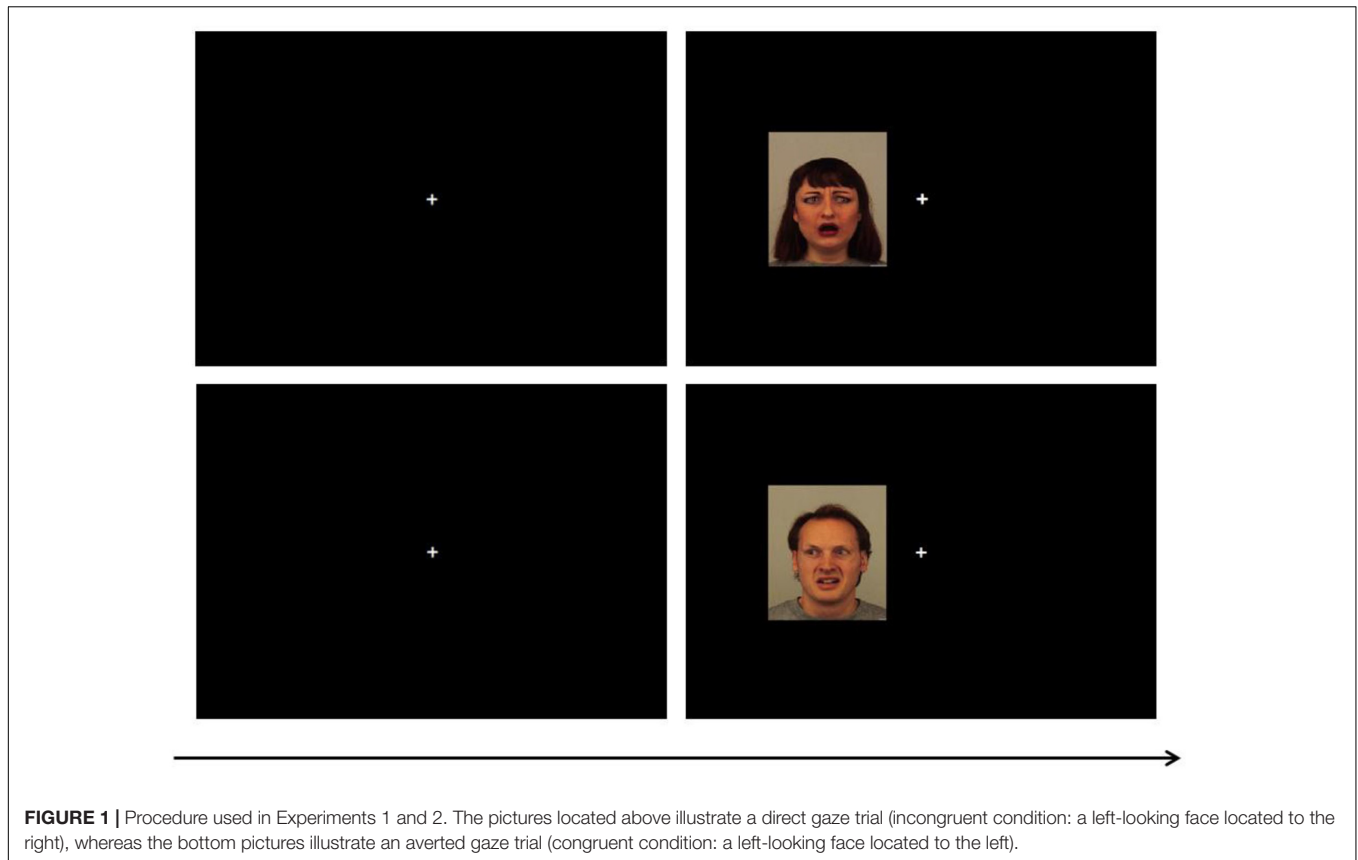 FIGURE 1 | Procedure used in Experiments 1 and 2. The pictures located above illustrate a direct gaze trial (incongruent condition: a left-looking face located to the
right), whereas the bottom pictures illustrate an averted gaze trial (congruent condition: a left-looking face located to the left).